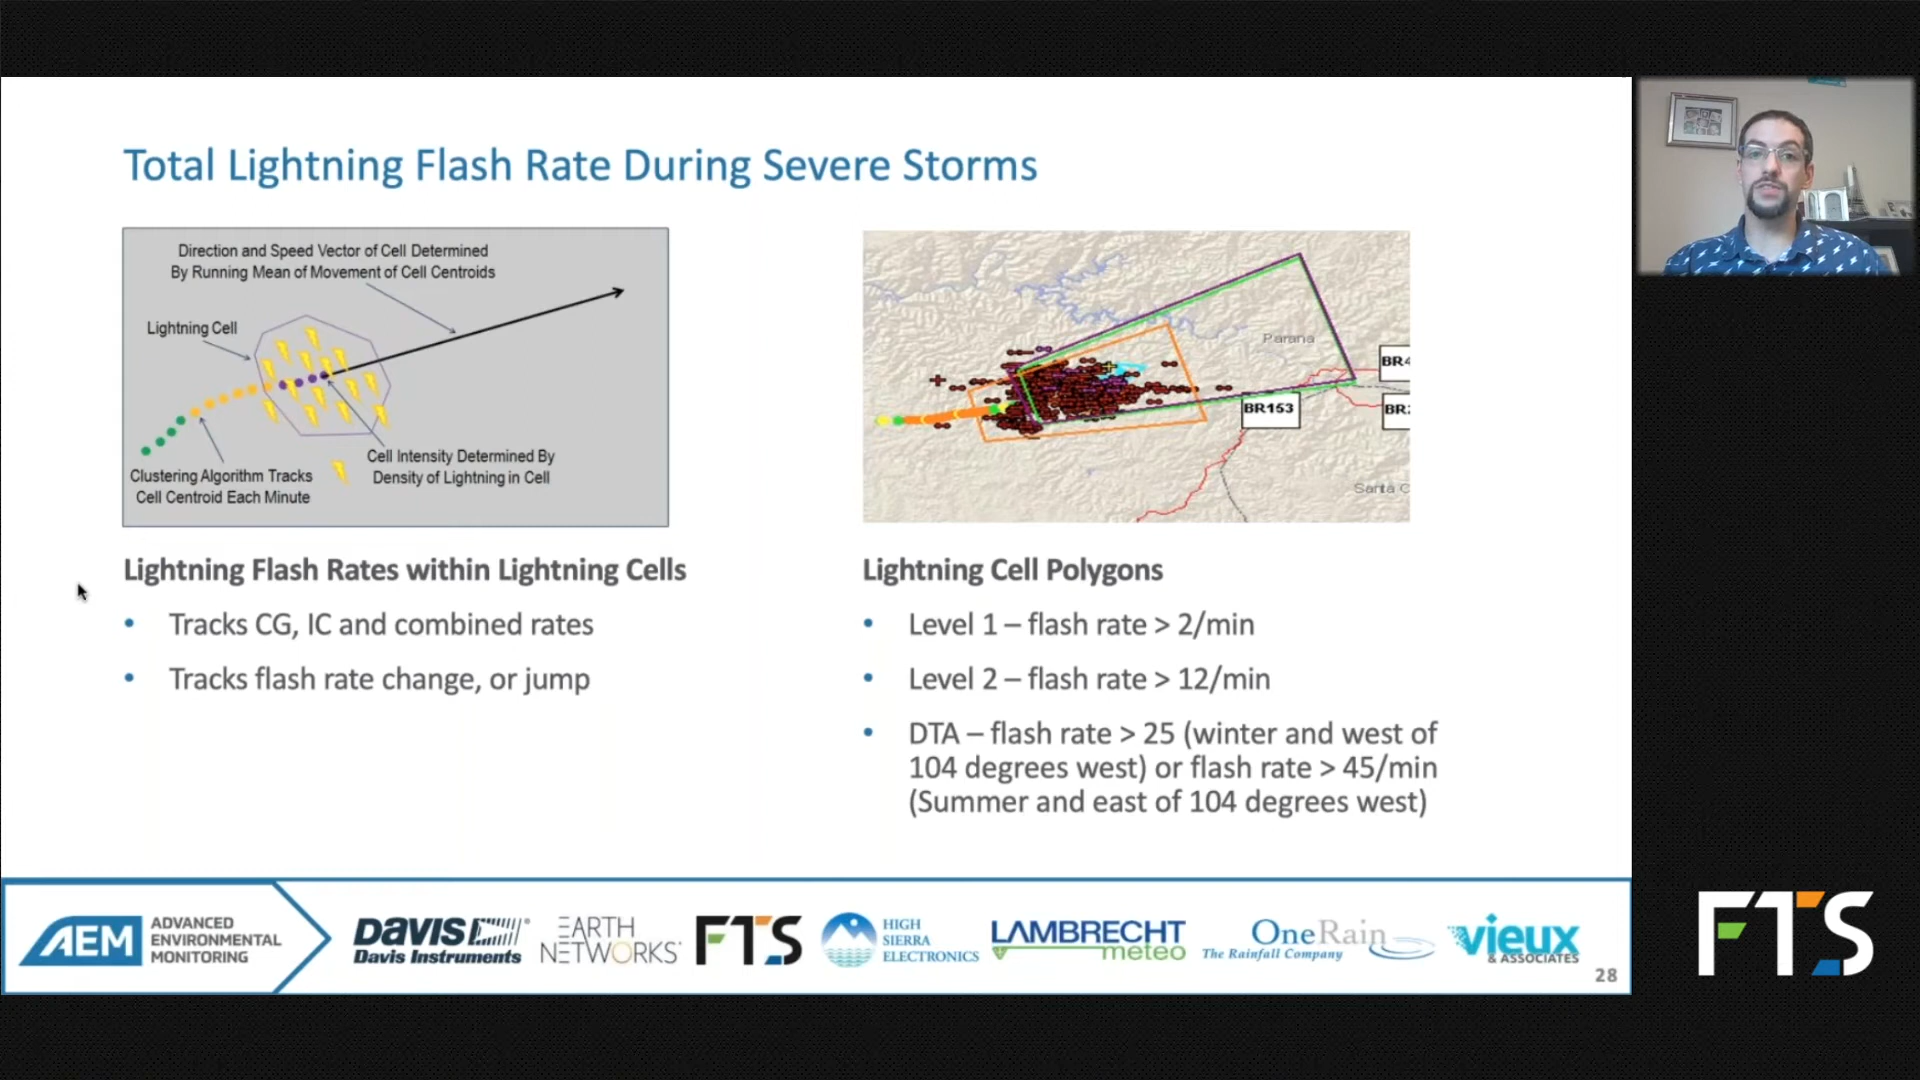 Total Lightning Flash Rate During Severe Storms
Direction and Speed Vector of Cell Determined
By Running Mean of Movement of Cell Centroids
Lightning Cell
Cell Intensity Determined By
Density of Lightning in Cell
Clustering Algorithm Tracks
Cell Centroid Each Minute
Parana
BR4
BR153
BR2
Santa C
Lightning Flash Rates within Lightning Cells
• Tracks CG, IC and combined rates
• Tracks flash rate change, or jump
Lightning Cell Polygons
• Level 1 – flash rate > 2/min
• Level 2 – flash rate > 12/min
• DTA – flash rate > 25 (winter and west of
104 degrees west) or flash rate > 45/min
(Summer and east of 104 degrees west)
AEM
ADVANCED
ENVIRONMENTAL
MONITORING
DAVIS
Davis Instruments
EARTH
NETWORKS
FTS
HIGH
SIERRA
ELECTRONICS
LAMBRECHT
meteo
OneRain
The Rainfall Company
vieux
& ASSOCIATES
28
FTS